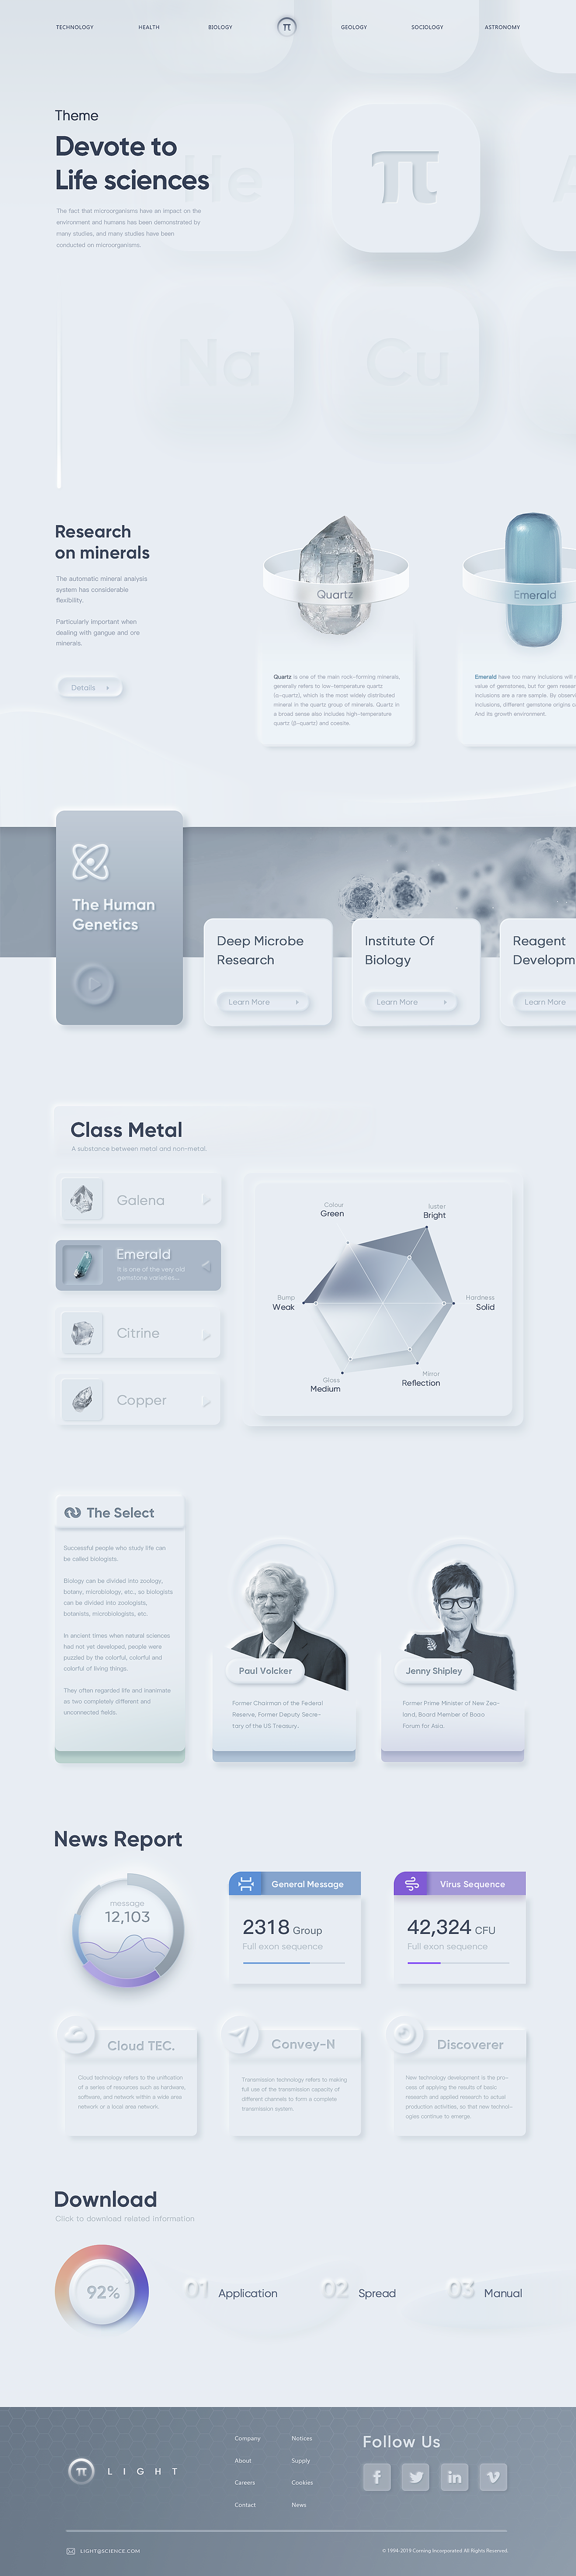 TECHNOLOGY
HEALTH
BIOLOGY
π
GEOLOGY
SOCIOLOGY
ASTRONOMY
Theme
Devote to
Life sciences
The fact that microorganisms have an impact on the
environment and humans has been demonstrated by
many studies, and many studies have been
conducted on microorganisms.
He
π
A
Na
Cu
Research
on minerals
The automatic mineral analysis
system has considerable
flexibility.
Particularly important when
dealing with gangue and ore
minerals.
Details
Quartz
Quartz is one of the main rock-forming minerals,
generally refers to low-temperature quartz
(α-quartz), which is the most widely distributed
mineral in the quartz group of minerals. Quartz in
a broad sense also includes high-temperature
quartz (β-quartz) and coesite.
Emerald
Emerald have too many inclusions will
value of gemstones, but for gem resear
inclusions are a rare sample. By observi
inclusions, different gemstone origins c
And its growth environment.
The Human
Genetics
Deep Microbe
Research
Learn More
Institute Of
Biology
Learn More
Reagent
Developm
Learn More
Class Metal
A substance between metal and non-metal.
Galena
Emerald
It is one of the very old
gemstone varieties...
Citrine
Copper
Colour
Green
luster
Bright
Bump
Weak
Hardness
Solid
Glass
Medium
Mirror
Reflection
The Select
Successful people who study life can
be called biologists.
Biology can be divided into zoology,
botany, microbiology, etc., so biologists
can be divided into zoologists,
botanists, microbiologists, etc.
In ancient times when natural sciences
had not yet developed, people were
puzzled by the colorful, colorful and
colorful of living things.
They often regarded life and inanimate
as two completely different and
unconnected fields.
Paul Volcker
Former Chairman of the Federal
Reserve, Former Deputy Secre-
tary of the US Treasury.
Jenny Shipley
Former Prime Minister of New Zea-
land, Board Member of Boao
Forum for Asia.
News Report
message
12,103
General Message
2318 Group
Full exon sequence
Virus Sequence
42,324 CFU
Full exon sequence
Cloud TEC.
Cloud technology refers to the unification
of a series of resources such as hardware,
software, and network within a wide area
network or a local area network.
Convey-N
Transmission technology refers to making
full use of the transmission capacity of
different channels to form a complete
transmission system.
Discoverer
New technology development is the pro-
cess of applying the results of basic
research and applied research to actual
production activities, so that new technol-
ogies continue to emerge.
Download
Click to download related information
92%
01 Application
02 Spread
03 Manual
π LIGHT
Company
About
Careers
Contact
Notices
Supply
Cookies
News
Follow Us
f
in
v
LIGHT@SCIENCE.COM
© 1994-2019 Corning Incorporated All Rights Reserved